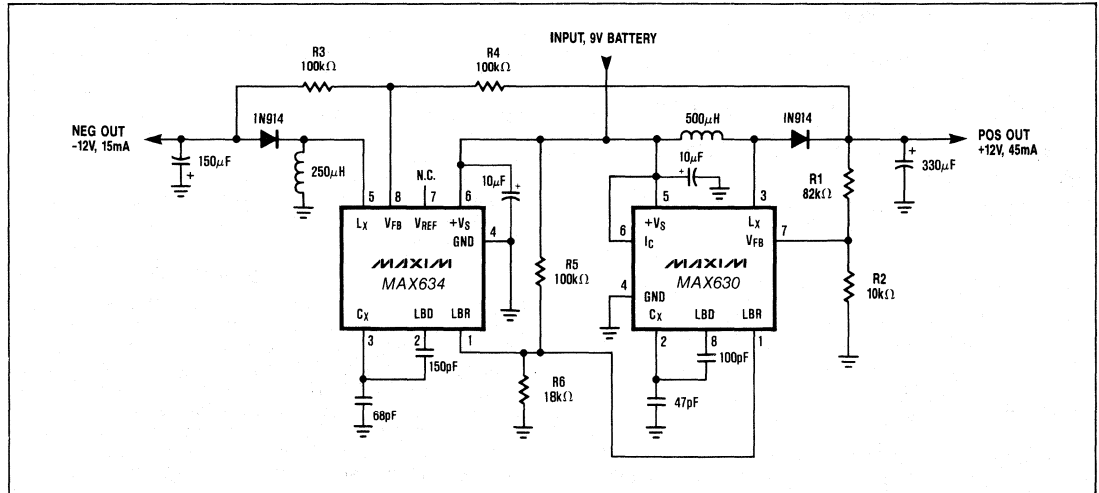 INPUT, 9V BATTERY
R3
100kΩ
R4
100kΩ
NEG OUT
-12V, 15mA
1N914
150μF
+
250μH
N.C.
10μF
+
5
8
7
6
LX
VFB
VREF
+VS
GND
4
MAXIM
MAX634
CX
LBD
LBR
3
2
1
150pF
68pF
R5
100kΩ
R6
18kΩ
500μH
1N914
10μF
+
5
3
+VS
LX
6
IC
VFB
7
4
GND
MAXIM
MAX630
CX
LBD
LBR
2
8
1
100pF
47pF
POS OUT
+12V, 45mA
+
330μF
R1
82kΩ
R2
10kΩ